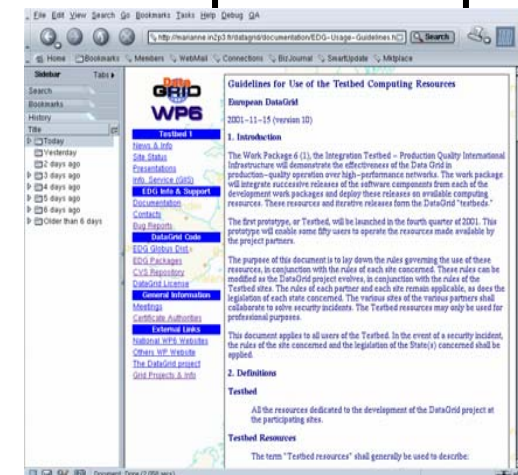 File Edit View Search Go Bookmarks Tasks Help Debug QA
http://marianne.in2p3.fr/datagrid/documentation/EDG-Usage-Guidelines.h
Search
Home Bookmarks Members WebMail Connections BizJournal SmartUpdate Mktplace
Sidebar Tabs
Search
Bookmarks
History
Title
Today
Yesterday
2 days ago
3 days ago
4 days ago
5 days ago
6 days ago
Older than 6 days
Data
GRID
WP6
Testbed 1
News & Info
Site Status
Presentations
Info. Service (GIIS)
EDG Info & Support
Documentation
Contacts
Bug Reports
DataGrid Code
EDG Globus Dist.
EDG Packages
CVS Repository
DataGrid License
General Information
Meetings
Certificate Authorities
External Links
National WP6 Websites
Others WP Website
The DataGrid project
Grid Projects & Info
Guidelines for Use of the Testbed Computing Resources
European DataGrid
2001-11-15 (version 10)
1. Introduction
The Work Package 6 (1), the Integration Testbed - Production Quality International
Infrastructure will demonstrate the effectiveness of the Data Grid in
production-quality operation over high-performance networks. The work package
will integrate successive releases of the software components from each of the
development work packages and deploy these releases on available computing
resources. These resources and iterative releases form the DataGrid "testbeds."
The first prototype, or Testbed, will be launched in the fourth quarter of 2001. This
prototype will enable some fifty users to operate the resources made available by
the project partners.
The purpose of this document is to lay down the rules governing the use of these
resources, in conjunction with the rules of each site concerned. These rules can be
modified as the DataGrid project evolves, in conjunction with the rules of the
Testbed sites. The rules of each partner and each site remain applicable, as does the
legislation of each state concerned. The various sites of the various partners shall
collaborate to solve security incidents. The Testbed resources may only be used for
professional purposes.
This document applies to all users of the Testbed. In the event of a security incident,
the rules of the site concerned and the legislation of the State(s) concerned shall be
applied.
2. Definitions
Testbed
All the resources dedicated to the development of the DataGrid project at
the participating sites.
Testbed Resources
The term "Testbed resources" shall generally be used to describe:
Document: Done (2.058 secs)